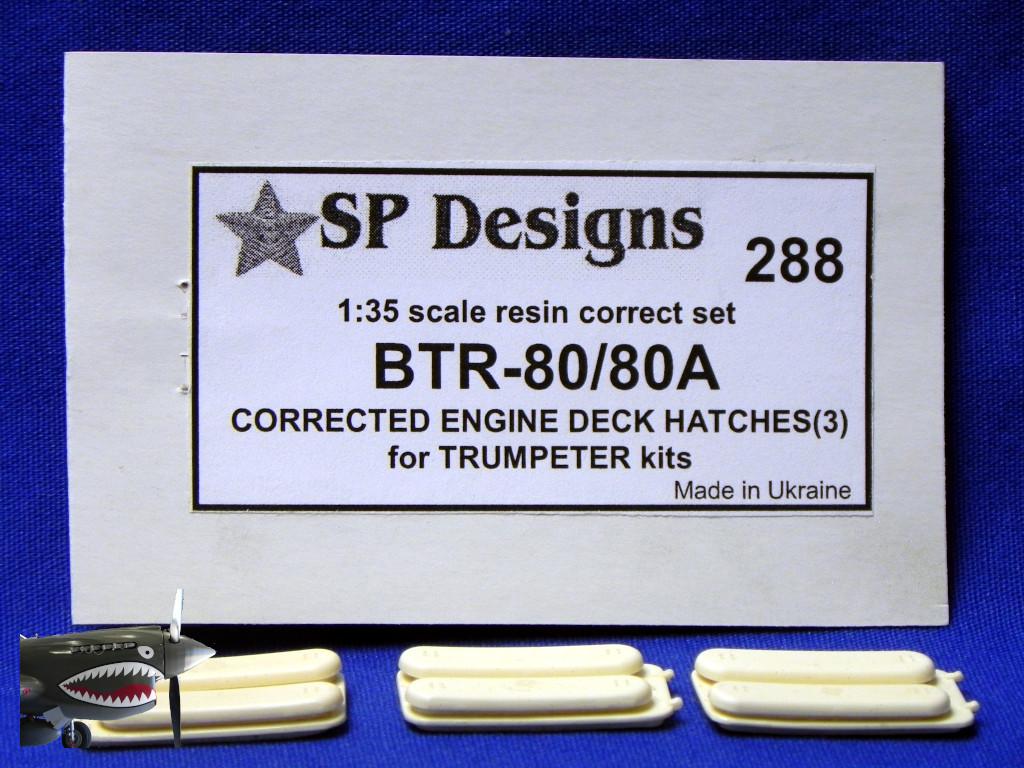 SP Designs
288
1:35 scale resin correct set
BTR-80/80A
CORRECTED ENGINE DECK HATCHES(3)
for TRUMPETER kits
Made in Ukraine